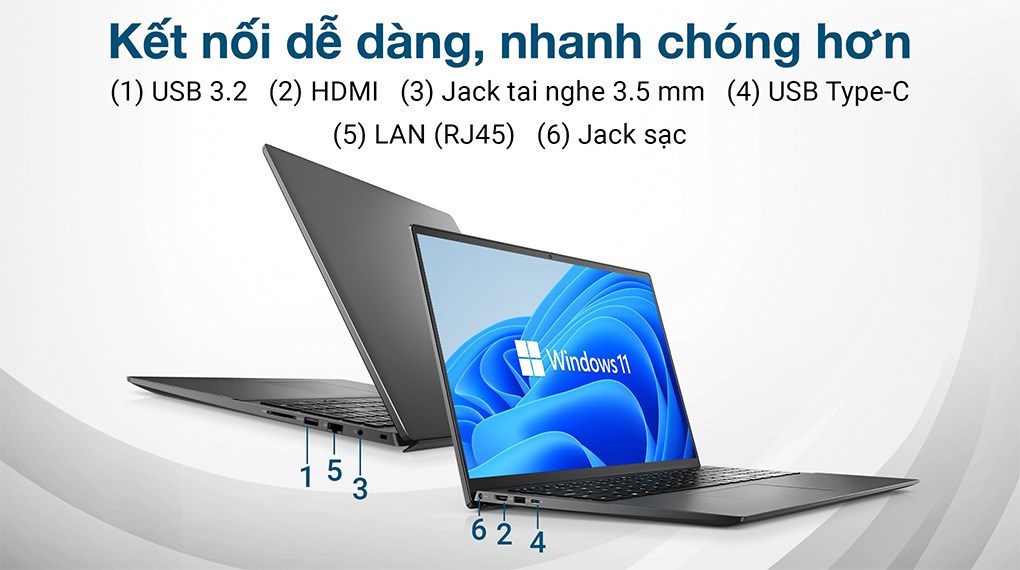 Kết nối dễ dàng, nhanh chóng hơn
(1) USB 3.2 (2) HDMI (3) Jack tai nghe 3.5 mm (4) USB Type-C
(5) LAN (RJ45) (6) Jack sạc
Windows 11
1
5
3
6
2
4